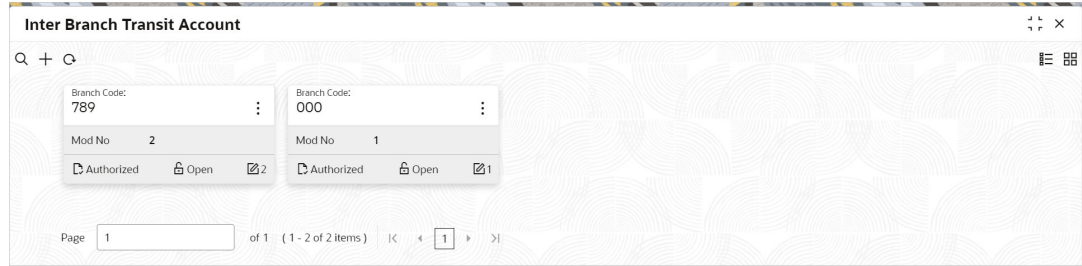 Inter Branch Transit Account
Branch Code:
789
Mod No 2
Authorized Open 2
Branch Code:
000
Mod No 1
Authorized Open 1
Page 1 of 1 ( 1 - 2 of 2 items ) 1